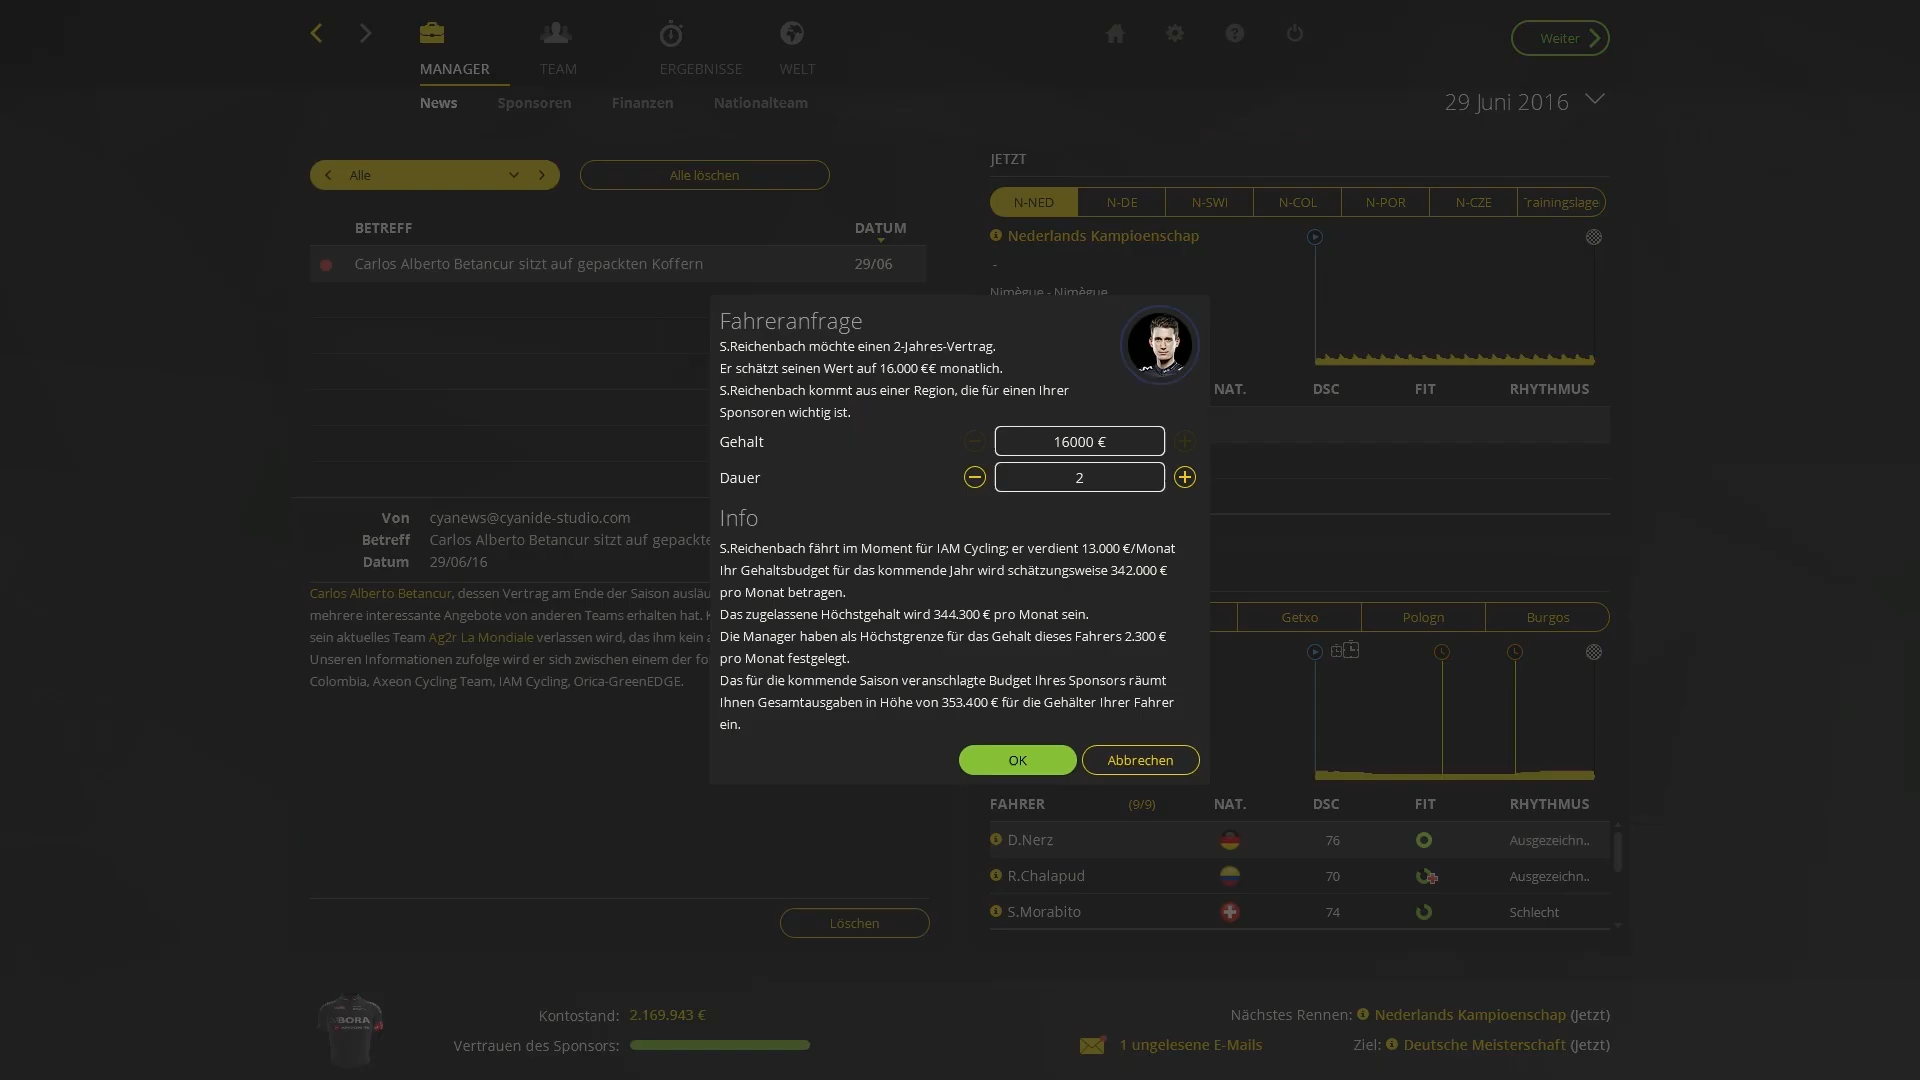 Weiter
MANAGER
TEAM
ERGEBNISSE
WELT
News
Sponsoren
Finanzen
Nationalteam
29 Juni 2016
Alle
Alle löschen
BETREFF
DATUM
Carlos Alberto Betancur sitzt auf gepackten Koffern
29/06
JETZT
N-NED
N-DE
N-SWI
N-COL
N-POR
N-CZE
Trainingslage
Nederlands Kampioenschap
-
Nimègue - Nimègue
NAT.
DSC
FIT
RHYTHMUS
Fahreranfrage
S.Reichenbach möchte einen 2-Jahres-Vertrag.
Er schätzt seinen Wert auf 16.000 €€ monatlich.
S.Reichenbach kommt aus einer Region, die für einen Ihrer
Sponsoren wichtig ist.
Gehalt
16000 €
Dauer
2
Info
S.Reichenbach fährt im Moment für IAM Cycling; er verdient 13.000 €/Monat
Ihr Gehaltsbudget für das kommende Jahr wird schätzungsweise 342.000 €
pro Monat betragen.
Das zugelassene Höchstgehalt wird 344.300 € pro Monat sein.
Die Manager haben als Höchstgrenze für das Gehalt dieses Fahrers 2.300 €
pro Monat festgelegt.
Das für die kommende Saison veranschlagte Budget Ihres Sponsors räumt
Ihnen Gesamtausgaben in Höhe von 353.400 € für die Gehälter Ihrer Fahrer
ein.
OK
Abbrechen
Von
cyanews@cyanide-studio.com
Betreff
Carlos Alberto Betancur sitzt auf gepackte
Datum
29/06/16
Carlos Alberto Betancur, dessen Vertrag am Ende der Saison ausläu
mehrere interessante Angebote von anderen Teams erhalten hat. K
sein aktuelles Team Ag2r La Mondiale verlassen wird, das ihm kein a
Unseren Informationen zufolge wird er sich zwischen einem der fo
Colombia, Axeon Cycling Team, IAM Cycling, Orica-GreenEDGE.
Löschen
Getxo
Pologn
Burgos
FAHRER
(9/9)
NAT.
DSC
FIT
RHYTHMUS
D.Nerz
76
Ausgezeichn..
R.Chalapud
70
Ausgezeichn..
S.Morabito
74
Schlecht
BORA
Kontostand: 2.169.943 €
Vertrauen des Sponsors:
Nächstes Rennen: Nederlands Kampioenschap (Jetzt)
1 ungelesene E-Mails
Ziel: Deutsche Meisterschaft (Jetzt)